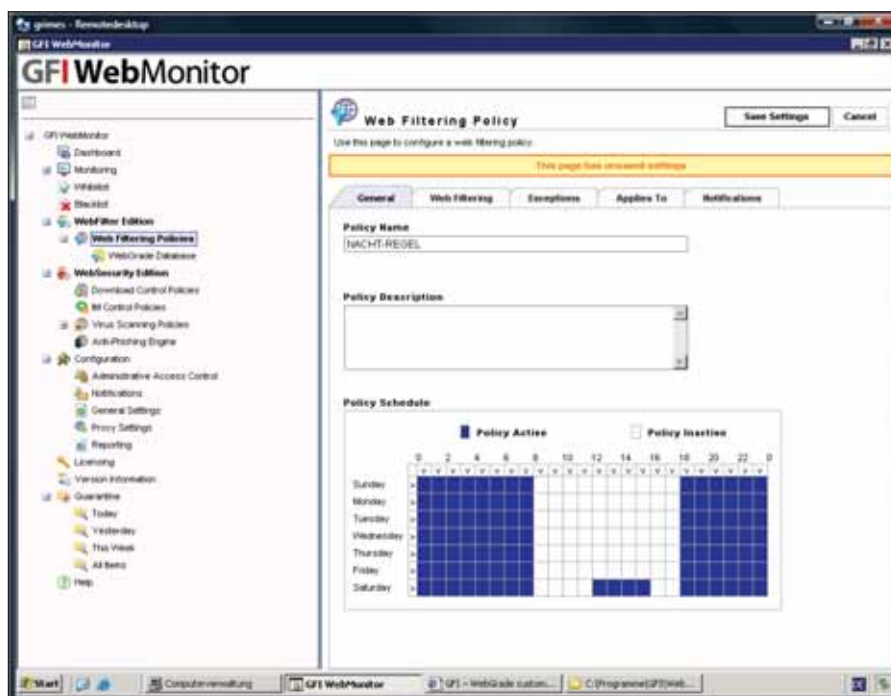 grimes - Remotedesktop
GFI WebMonitor
GFI WebMonitor
GFI WebMonitor
Dashboard
Monitoring
Whitelist
Blacklist
WebFilter Edition
Web Filtering Policies
WebGrade Database
WebSecurity Edition
Download Control Policies
IM Control Policies
Virus Scanning Policies
Anti-Phishing Engine
Configuration
Administrative Access Control
Notifications
General Settings
Proxy Settings
Reporting
Licensing
Version Information
Quarantine
Today
Yesterday
This Week
All Items
Help
Web Filtering Policy
Save Settings
Cancel
Use this page to configure a web filtering policy.
This page has unsaved settings
General
Web Filtering
Exceptions
Applies To
Notifications
Policy Name
NACHT-REGEL
Policy Description
Policy Schedule
Policy Active
Policy Inactive
0 2 4 6 8 10 12 14 16 18 20 22 0
Sunday
Monday
Tuesday
Wednesday
Thursday
Friday
Saturday
Start
Computerverwaltung
GFI WebMonitor
GFI - WebGrade custom...
C:\Programme\GFI\Web...